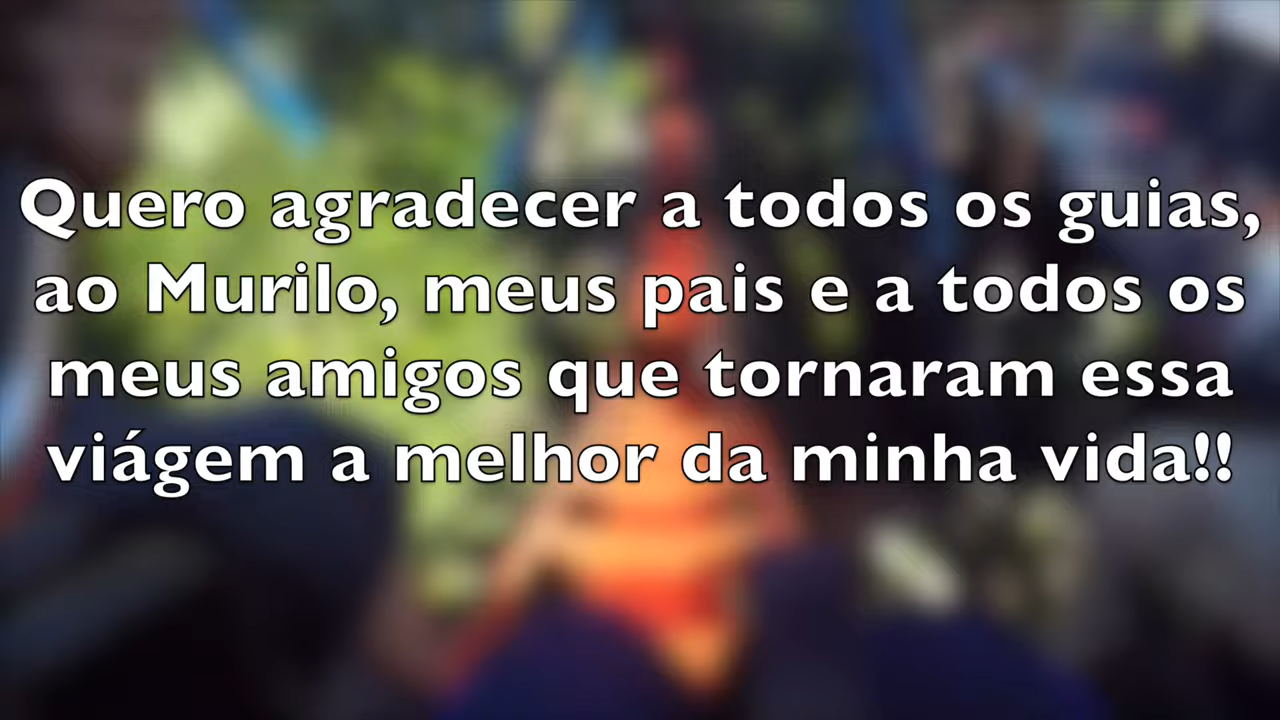 Quero agradecer a todos os guias,
ao Murilo, meus pais e a todos os
meus amigos que tornaram essa
viágem a melhor da minha vida!!